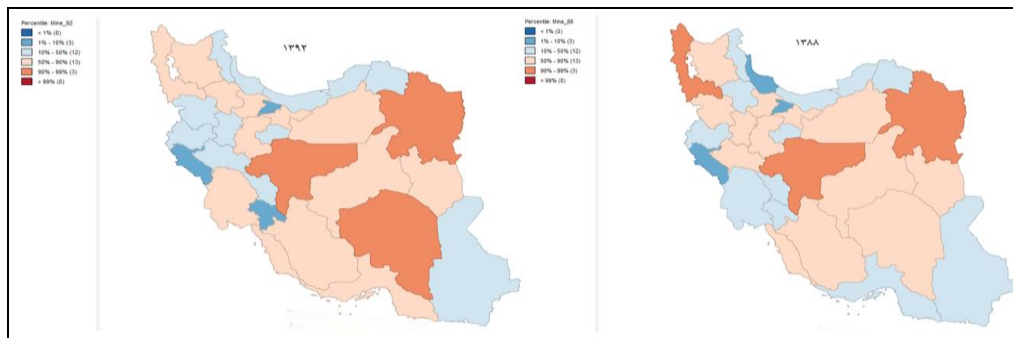 Percentile: Mine_92
< 1% (0)
1% - 10% (3)
10% - 50% (12)
50% - 90% (13)
90% - 99% (3)
> 99% (0)
۱۳۹۲
Percentile: Mine_88
< 1% (0)
1% - 10% (3)
10% - 50% (12)
50% - 90% (13)
90% - 99% (3)
> 99% (0)
۱۳۸۸